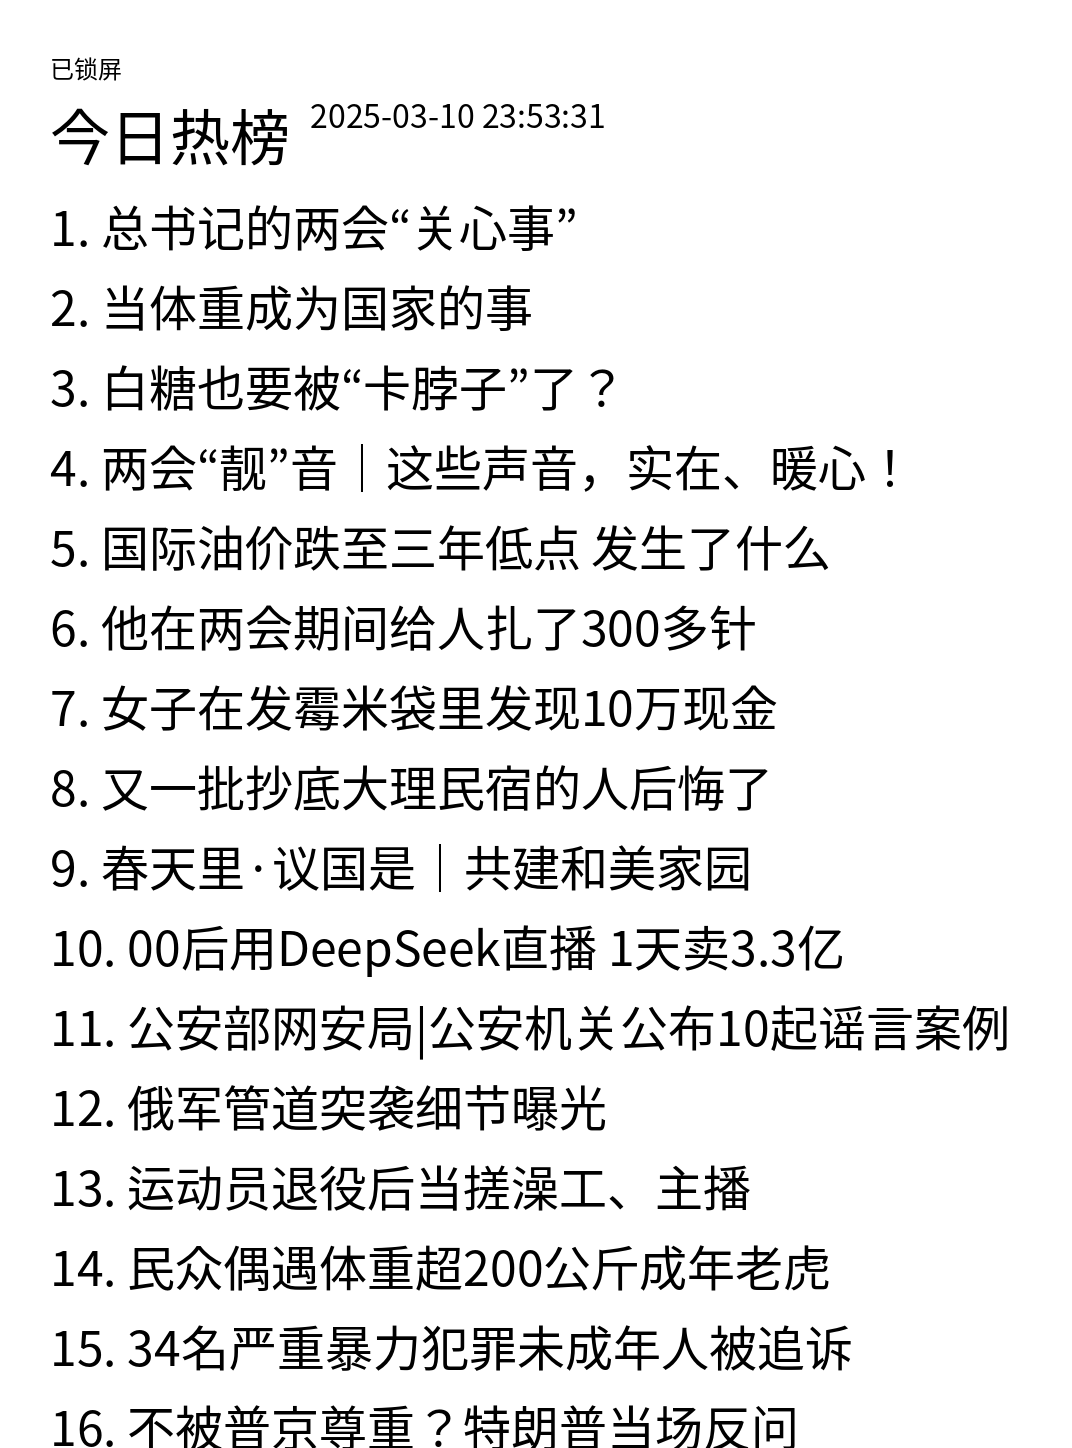 已锁屏
今日热榜 2025-03-10 23:53:31
1. 总书记的两会“关心事”
2. 当体重成为国家的事
3. 白糖也要被“卡脖子”了？
4. 两会“靓”音｜这些声音，实在、暖心！
5. 国际油价跌至三年低点 发生了什么
6. 他在两会期间给人扎了300多针
7. 女子在发霉米袋里发现10万现金
8. 又一批抄底大理民宿的人后悔了
9. 春天里·议国是｜共建和美家园
10. 00后用DeepSeek直播 1天卖3.3亿
11. 公安部网安局|公安机关公布10起谣言案例
12. 俄军管道突袭细节曝光
13. 运动员退役后当搓澡工、主播
14. 民众偶遇体重超200公斤成年老虎
15. 34名严重暴力犯罪未成年人被追诉
16. 不被普京尊重？特朗普当场反问